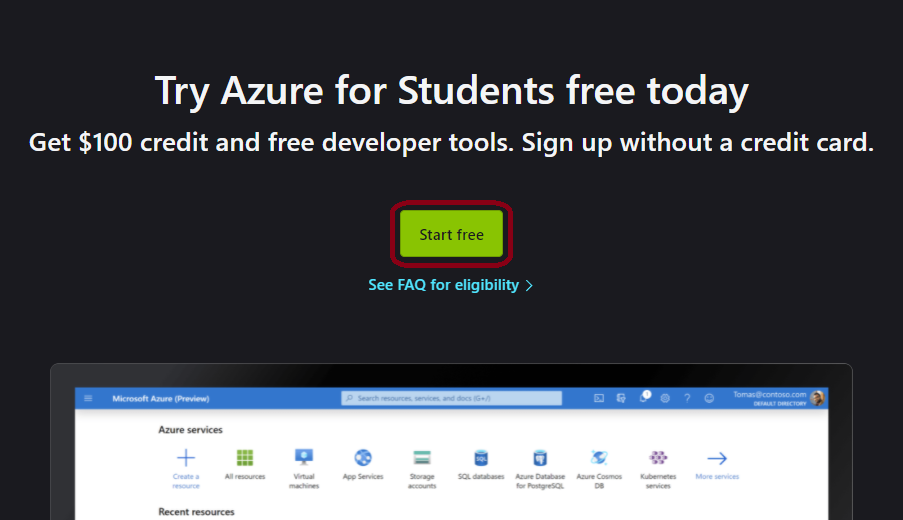 Try Azure for Students free today
Get $100 credit and free developer tools. Sign up without a credit card.
Start free
See FAQ for eligibility
Microsoft Azure (Preview)
Search resources, services, and docs (G+/)
1
Tomas@contoso.com
DEFAULT DIRECTORY
Azure services
Create a resource
All resources
Virtual machines
App Services
Storage accounts
SQL databases
Azure Database for PostgreSQL
Azure Cosmos DB
Kubernetes services
More services
Recent resources